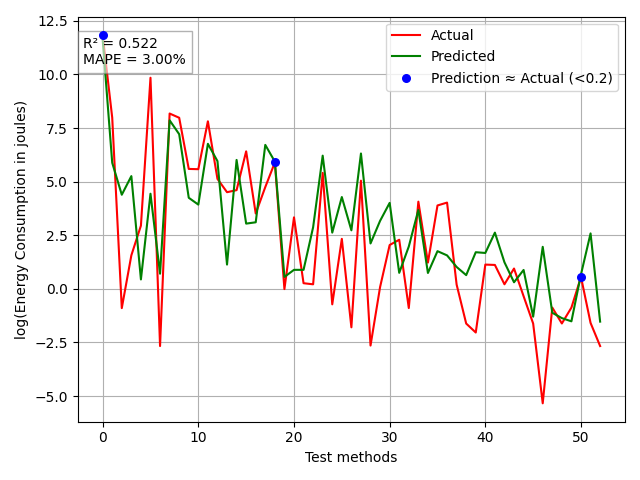 12.5
10.0
7.5
5.0
2.5
0.0
−2.5
−5.0
log(Energy Consumption in joules)
R² = 0.522
MAPE = 3.00%
Actual
Predicted
Prediction ≈ Actual (<0.2)
0 10 20 30 40 50
Test methods